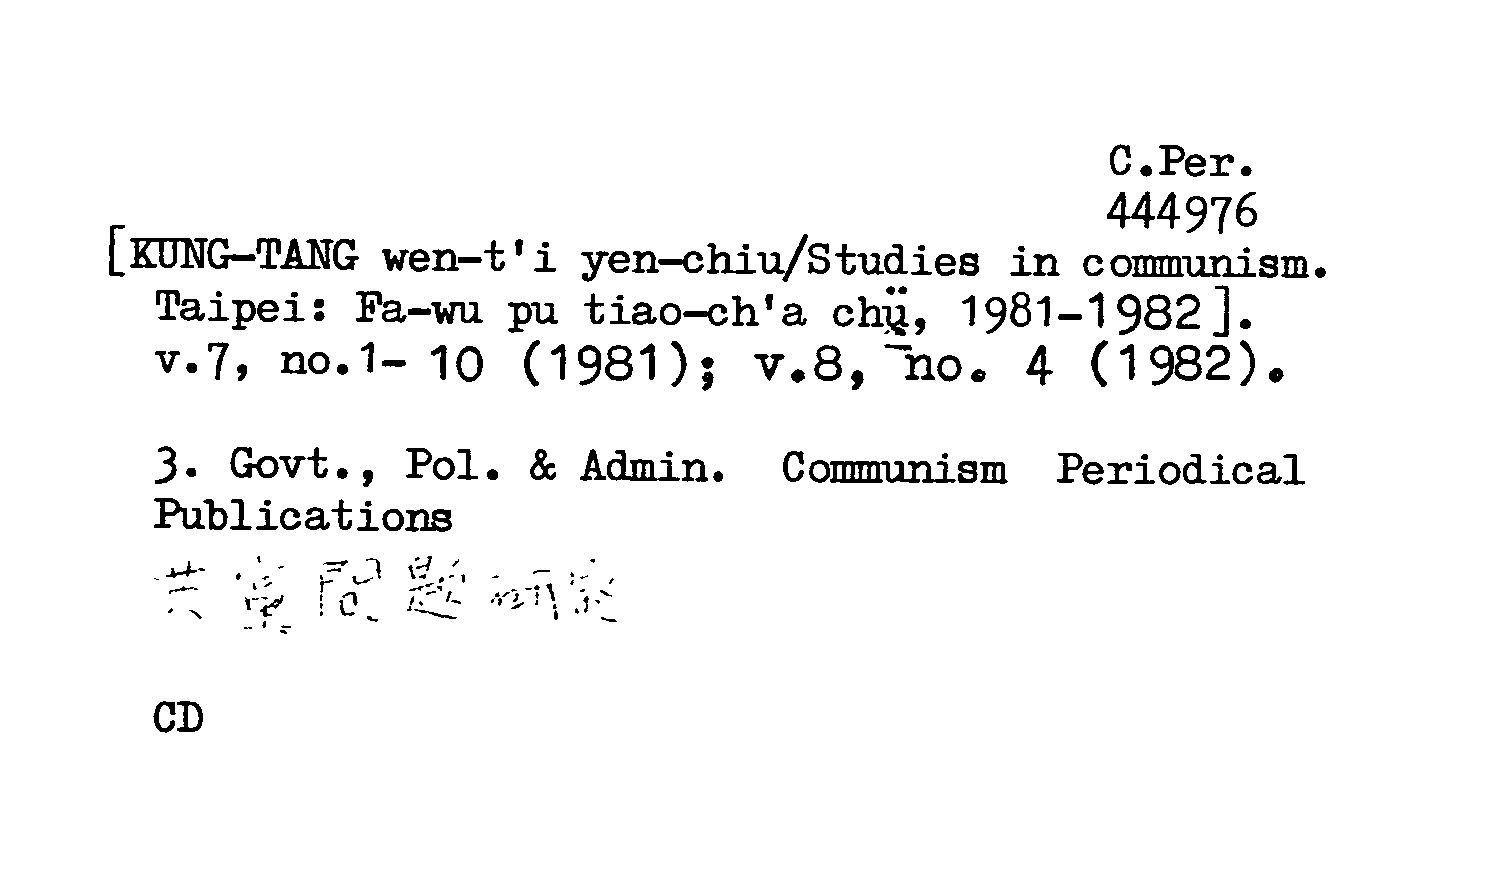 C.Per.
444976
[KUNG-TANG wen-t'i yen-chiu/Studies in communism.
Taipei: Fa-wu pu tiao-ch'a chü, 1981-1982].
v.7, no.1- 10 (1981); v.8, no. 4 (1982).
3. Govt., Pol. & Admin. Communism Periodical
Publications
共黨問題研究
CD